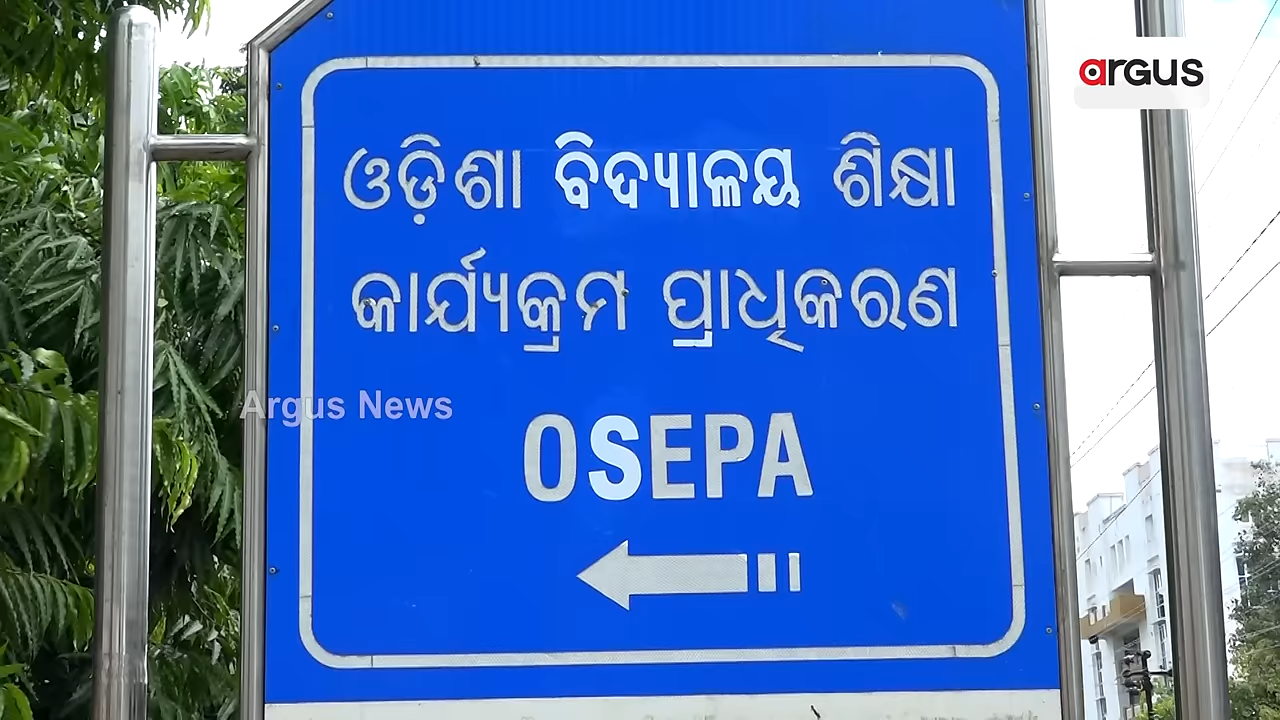 argus
ଓଡ଼ିଶା ବିଦ୍ୟାଳୟ ଶିକ୍ଷା
କାର୍ଯ୍ୟକ୍ରମ ପ୍ରାଧିକରଣ
Argus News
OSEPA